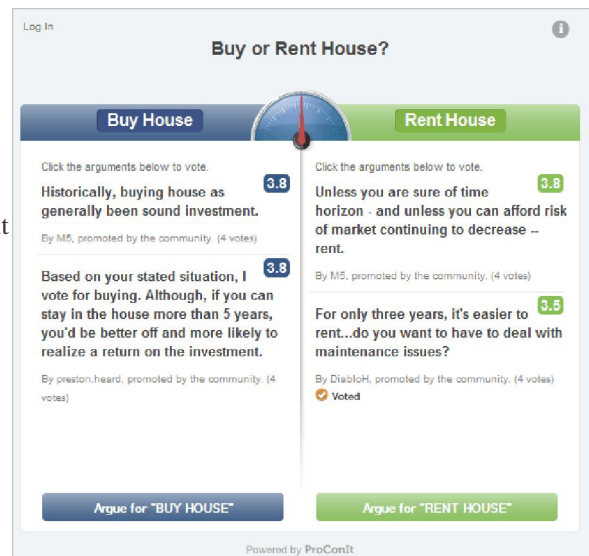 Log In
Buy or Rent House?
Buy House
Rent House
Click the arguments below to vote.
3.8
Historically, buying house as
generally been sound investment.
By M5, promoted by the community. (4 votes)
3.8
Based on your stated situation, I
vote for buying. Although, if you can
stay in the house more than 5 years,
you'd be better off and more likely to
realize a return on the investment.
By preston.heard, promoted by the community. (4
votes)
Argue for "BUY HOUSE"
Click the arguments below to vote.
3.8
Unless you are sure of time
horizon - and unless you can afford risk
of market continuing to decrease --
rent.
By M5, promoted by the community. (4 votes)
3.5
For only three years, it's easier to
rent...do you want to have to deal with
maintenance issues?
By DiabloH, promoted by the community. (4 votes)
Voted
Argue for "RENT HOUSE"
Powered by ProConIt